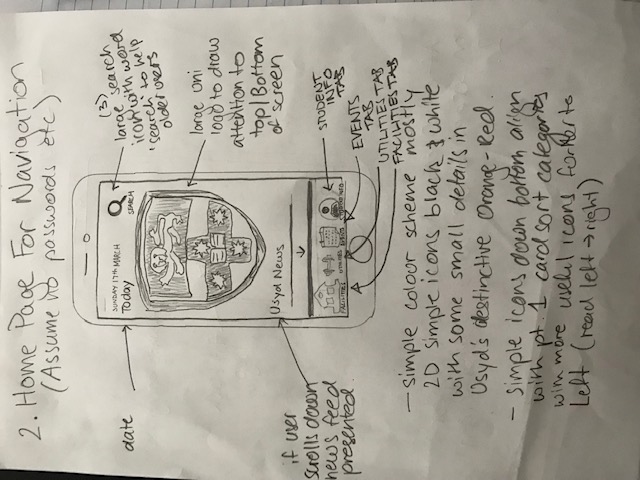 2. Home Page For Navigation
(Assume no passwords etc)
date
SUNDAY 17TH MARCH
Today
SEARCH
(3)
large search
icon with word
'search' to help
older users
large uni
logo to draw
attention to
top/Bottom
of screen
Usyd News
if user
scrolls down
news feed
presented.
FACILITIES
UTILITIES
EVENTS
STUDENT INFO
STUDENT
INFO
TAB
EVENTS
TAB
UTILITIES TAB
FACILITIES TAB
- simple colour scheme mostly
2D simple icons black & white
with some small details in
Usyd's destinctive Orange-Red.
- simple icons down bottom align
with pt. 1 card sort categories
with more useful icons further to
Left (read left → right)